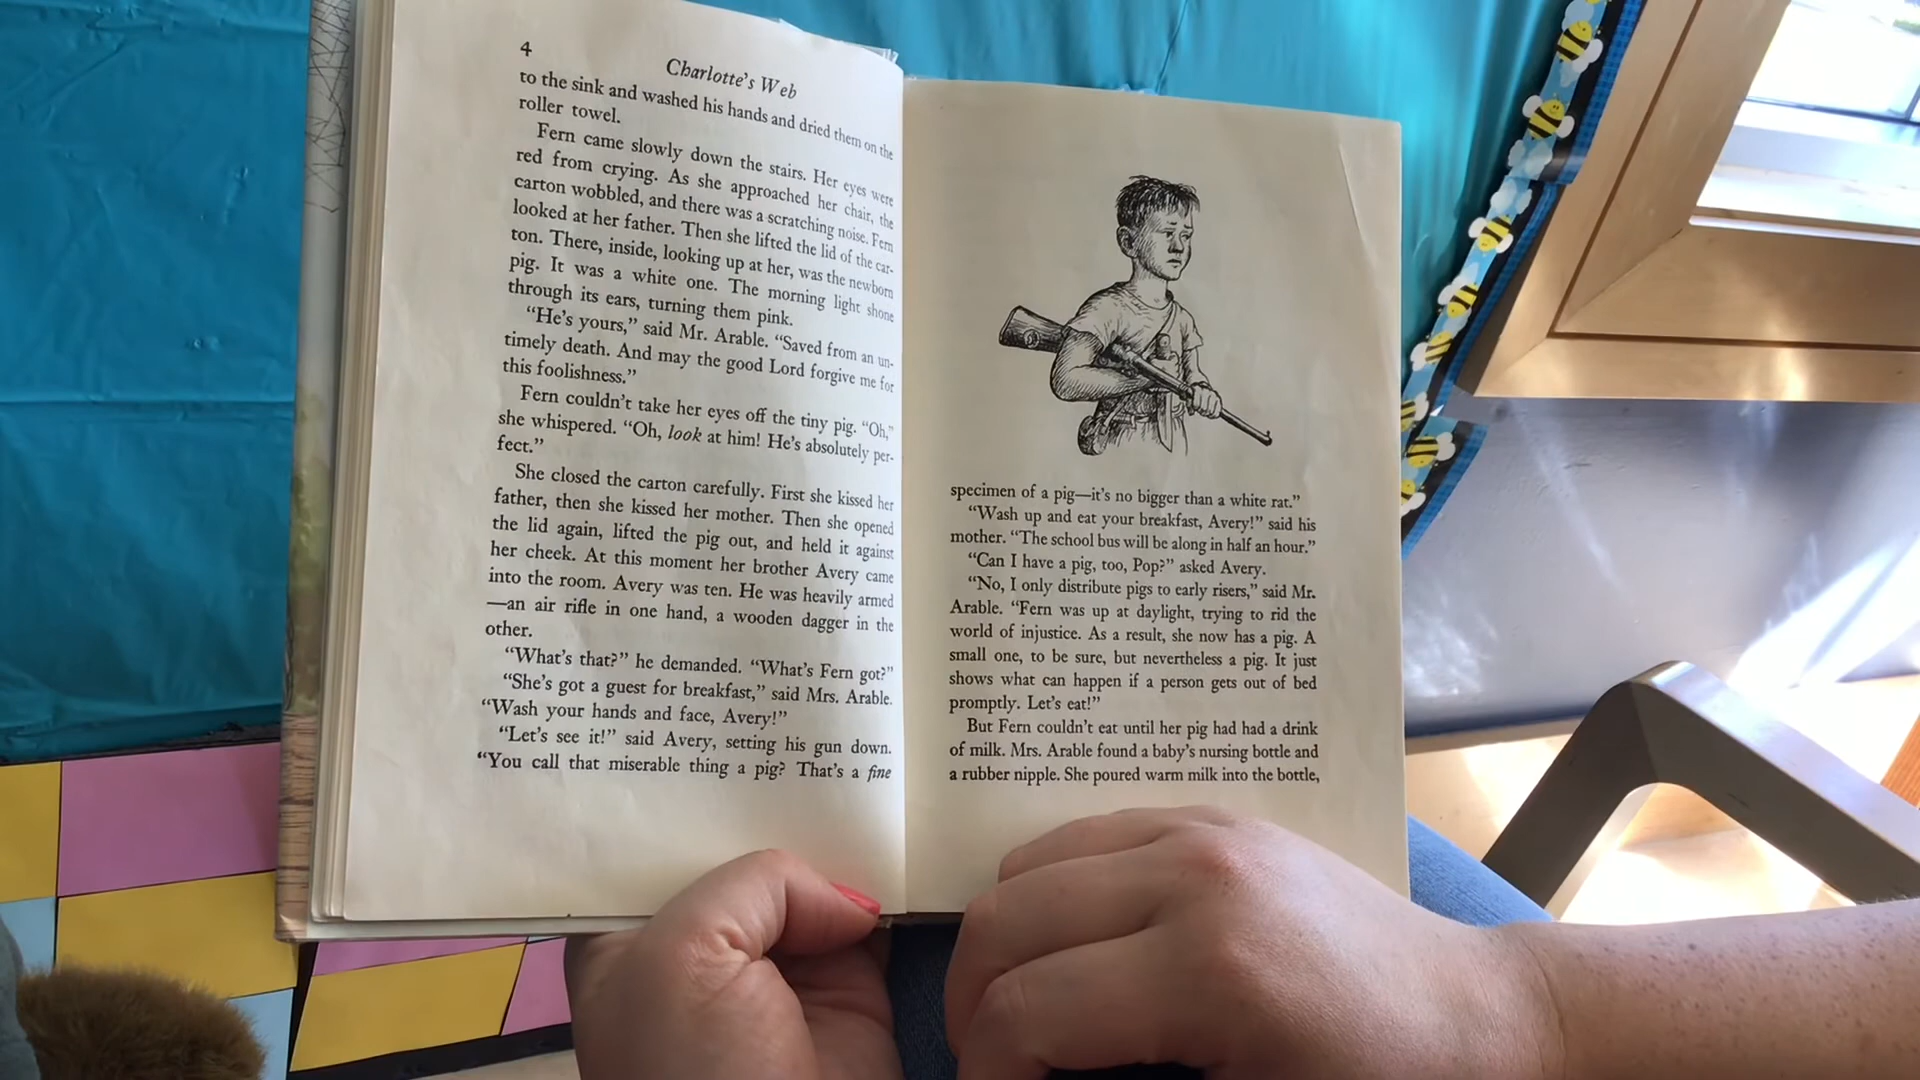 4
Charlotte's Web
to the sink and washed his hands and dried them on the
roller towel.
Fern came slowly down the stairs. Her eyes were
red from crying. As she approached her chair, the
carton wobbled, and there was a scratching noise. Fern
looked at her father. Then she lifted the lid of the car-
ton. There, inside, looking up at her, was the newborn
pig. It was a white one. The morning light shone
through its ears, turning them pink.
“He's yours,” said Mr. Arable. “Saved from an un-
timely death. And may the good Lord forgive me for
this foolishness.”
Fern couldn't take her eyes off the tiny pig. “Oh,”
she whispered. “Oh, look at him! He's absolutely per-
fect.”
She closed the carton carefully. First she kissed her
father, then she kissed her mother. Then she opened
the lid again, lifted the pig out, and held it against
her cheek. At this moment her brother Avery came
into the room. Avery was ten. He was heavily armed
—an air rifle in one hand, a wooden dagger in the
other.
“What's that?” he demanded. “What's Fern got?”
“She's got a guest for breakfast,” said Mrs. Arable.
“Wash your hands and face, Avery!”
“Let's see it!” said Avery, setting his gun down.
“You call that miserable thing a pig? That's a fine
specimen of a pig—it's no bigger than a white rat.”
“Wash up and eat your breakfast, Avery!” said his
mother. “The school bus will be along in half an hour.”
“Can I have a pig, too, Pop?” asked Avery.
“No, I only distribute pigs to early risers,” said Mr.
Arable. “Fern was up at daylight, trying to rid the
world of injustice. As a result, she now has a pig. A
small one, to be sure, but nevertheless a pig. It just
shows what can happen if a person gets out of bed
promptly. Let's eat!”
But Fern couldn't eat until her pig had had a drink
of milk. Mrs. Arable found a baby's nursing bottle and
a rubber nipple. She poured warm milk into the bottle,